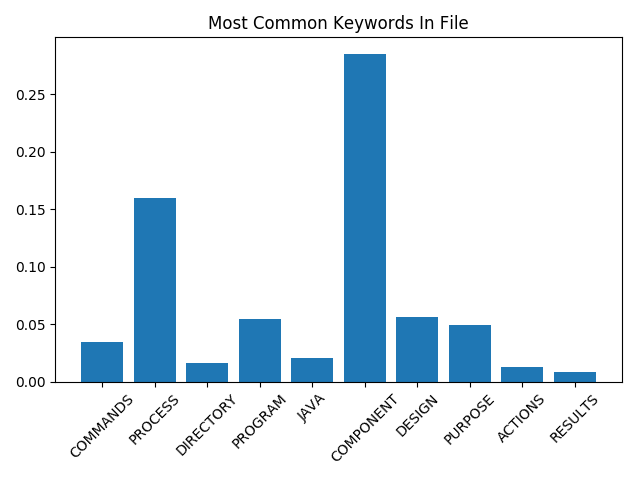 Most Common Keywords In File
0.25
0.20
0.15
0.10
0.05
0.00
COMMANDS
PROCESS
DIRECTORY
PROGRAM
JAVA
COMPONENT
DESIGN
PURPOSE
ACTIONS
RESULTS